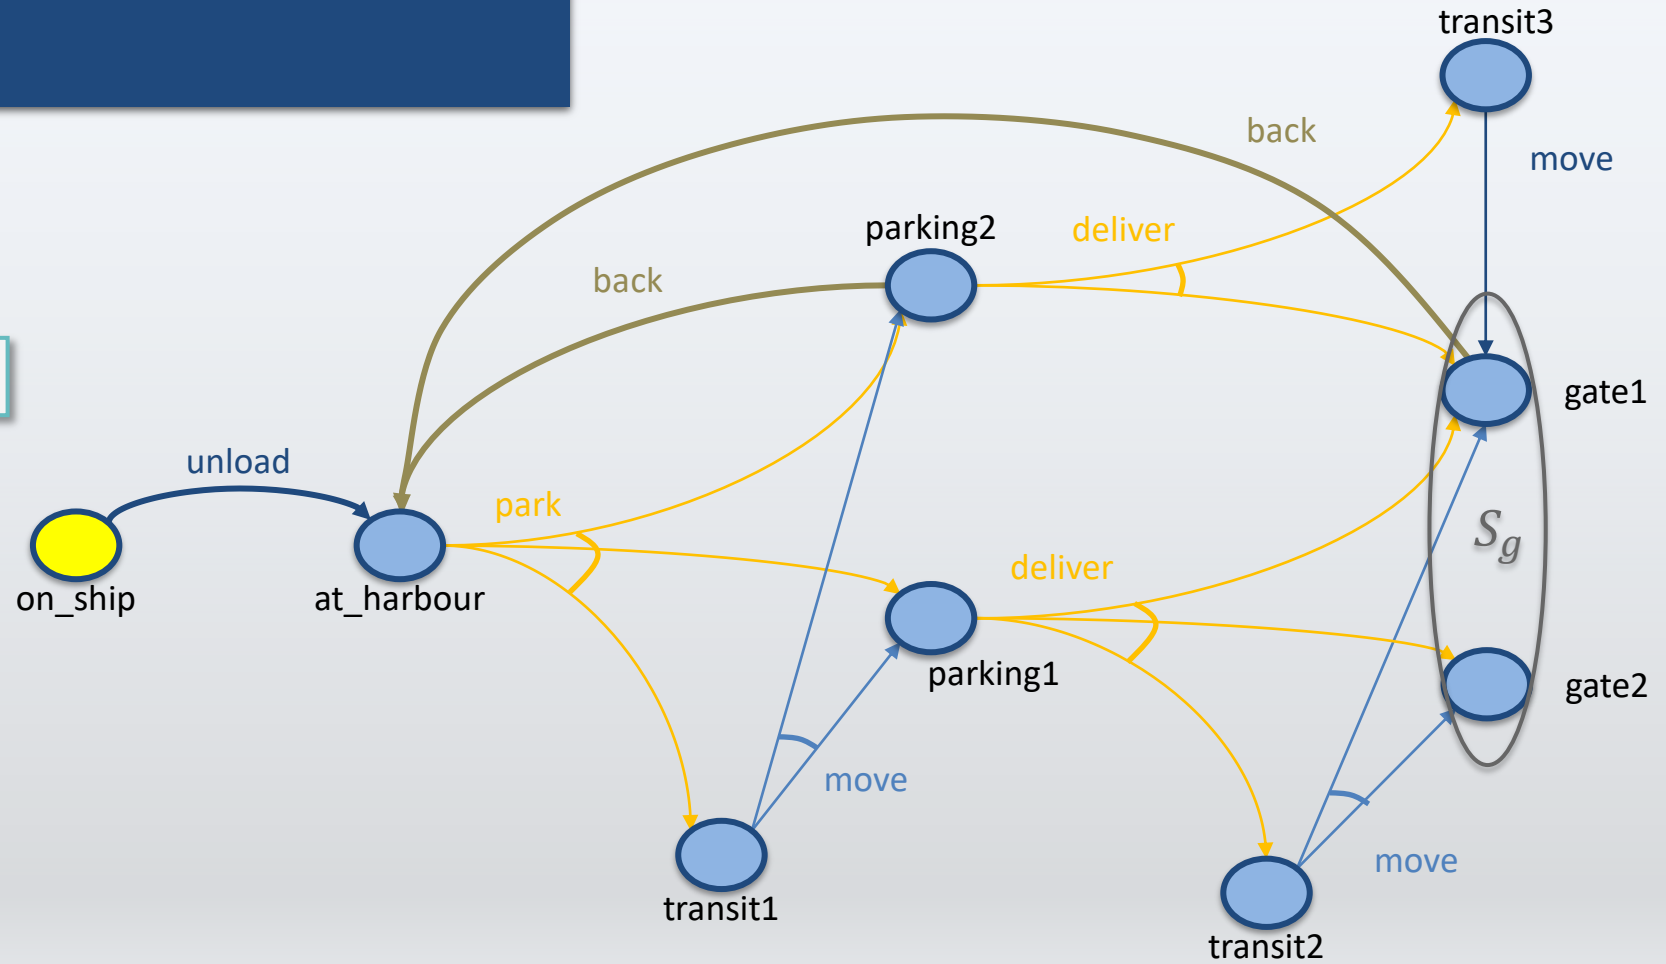 transit3
back
move
parking2
deliver
back
gate1
unload
park
S_g
deliver
on_ship
at_harbour
parking1
gate2
move
move
transit1
transit2